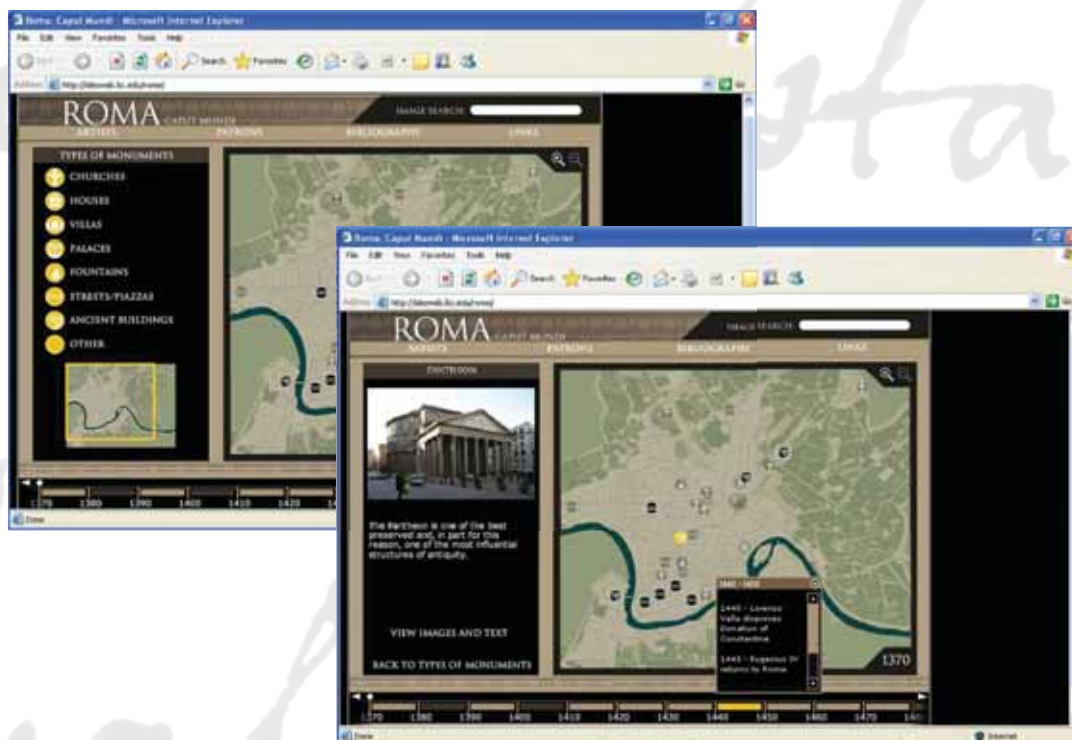 Roma: Caput Mundi - Microsoft Internet Explorer
File Edit View Favorites Tools Help
Search Favorites
Address
ROMA CAPUT MUNDI
IMAGE SEARCH:
ARTISTS PATRONS BIBLIOGRAPHY LINKS
TYPES OF MONUMENTS
CHURCHES
HOUSES
VILLAS
PALACES
FOUNTAINS
STREETS/PIAZZAS
ANCIENT BUILDINGS
OTHER
1370 1380 1390 1400 1410 1420
Done
Roma: Caput Mundi - Microsoft Internet Explorer
File Edit View Favorites Tools Help
Search Favorites
Address
ROMA CAPUT MUNDI
IMAGE SEARCH:
ARTISTS PATRONS BIBLIOGRAPHY LINKS
PANTHEON
The Pantheon is one of the best
preserved and, in part for this
reason, one of the most influential
structures of antiquity.
VIEW IMAGES AND TEXT
BACK TO TYPES OF MONUMENTS
1440 - Lorenzo
Valla disproves
Donation of
Constantine
1443 - Eugenius IV
returns to Rome
1370
1370 1380 1390 1400 1410 1420 1430 1440 1450 1460 1470
Done Internet